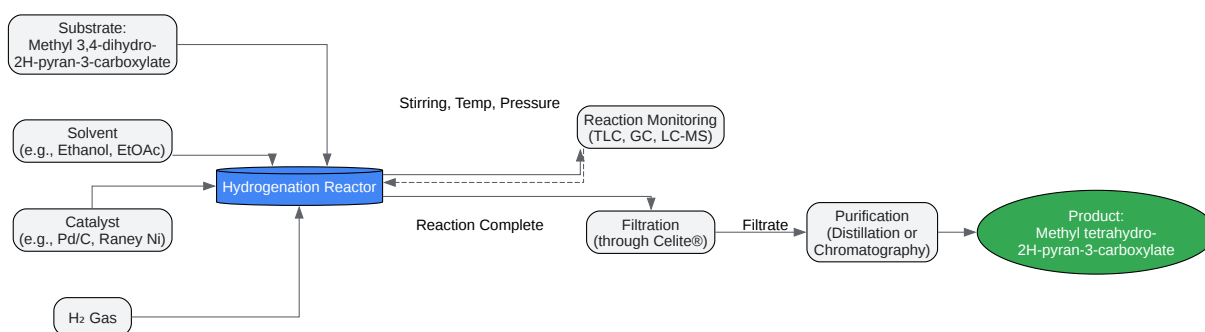 Substrate:
Methyl 3,4-dihydro-
2H-pyran-3-carboxylate
Stirring, Temp, Pressure
Reaction Monitoring
(TLC, GC, LC-MS)
Solvent
(e.g., Ethanol, EtOAc)
Hydrogenation Reactor
Catalyst
(e.g., Pd/C, Raney Ni)
Reaction Complete
Filtration
(through Celite®)
Filtrate
Purification
(Distillation or
Chromatography)
Product:
Methyl tetrahydro-
2H-pyran-3-carboxylate
H₂ Gas